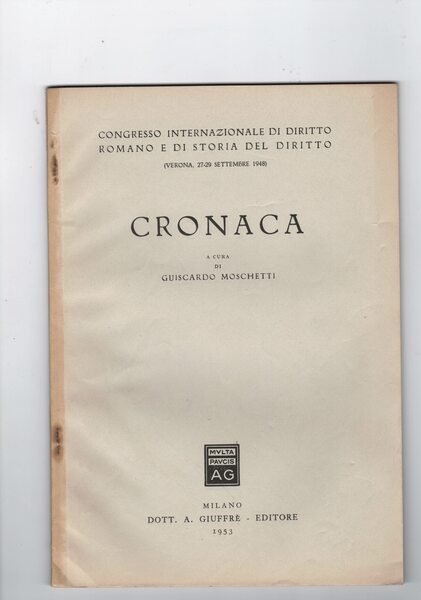 CONGRESSO INTERNAZIONALE DI DIRITTO
ROMANO E DI STORIA DEL DIRITTO
(VERONA, 27-29 SETTEMBRE 1948)
CRONACA
A CURA
DI
GUISCARDO MOSCHETTI
MVLTA
PAVCIS
AG
MILANO
DOTT. A. GIUFFRÈ - EDITORE
1953